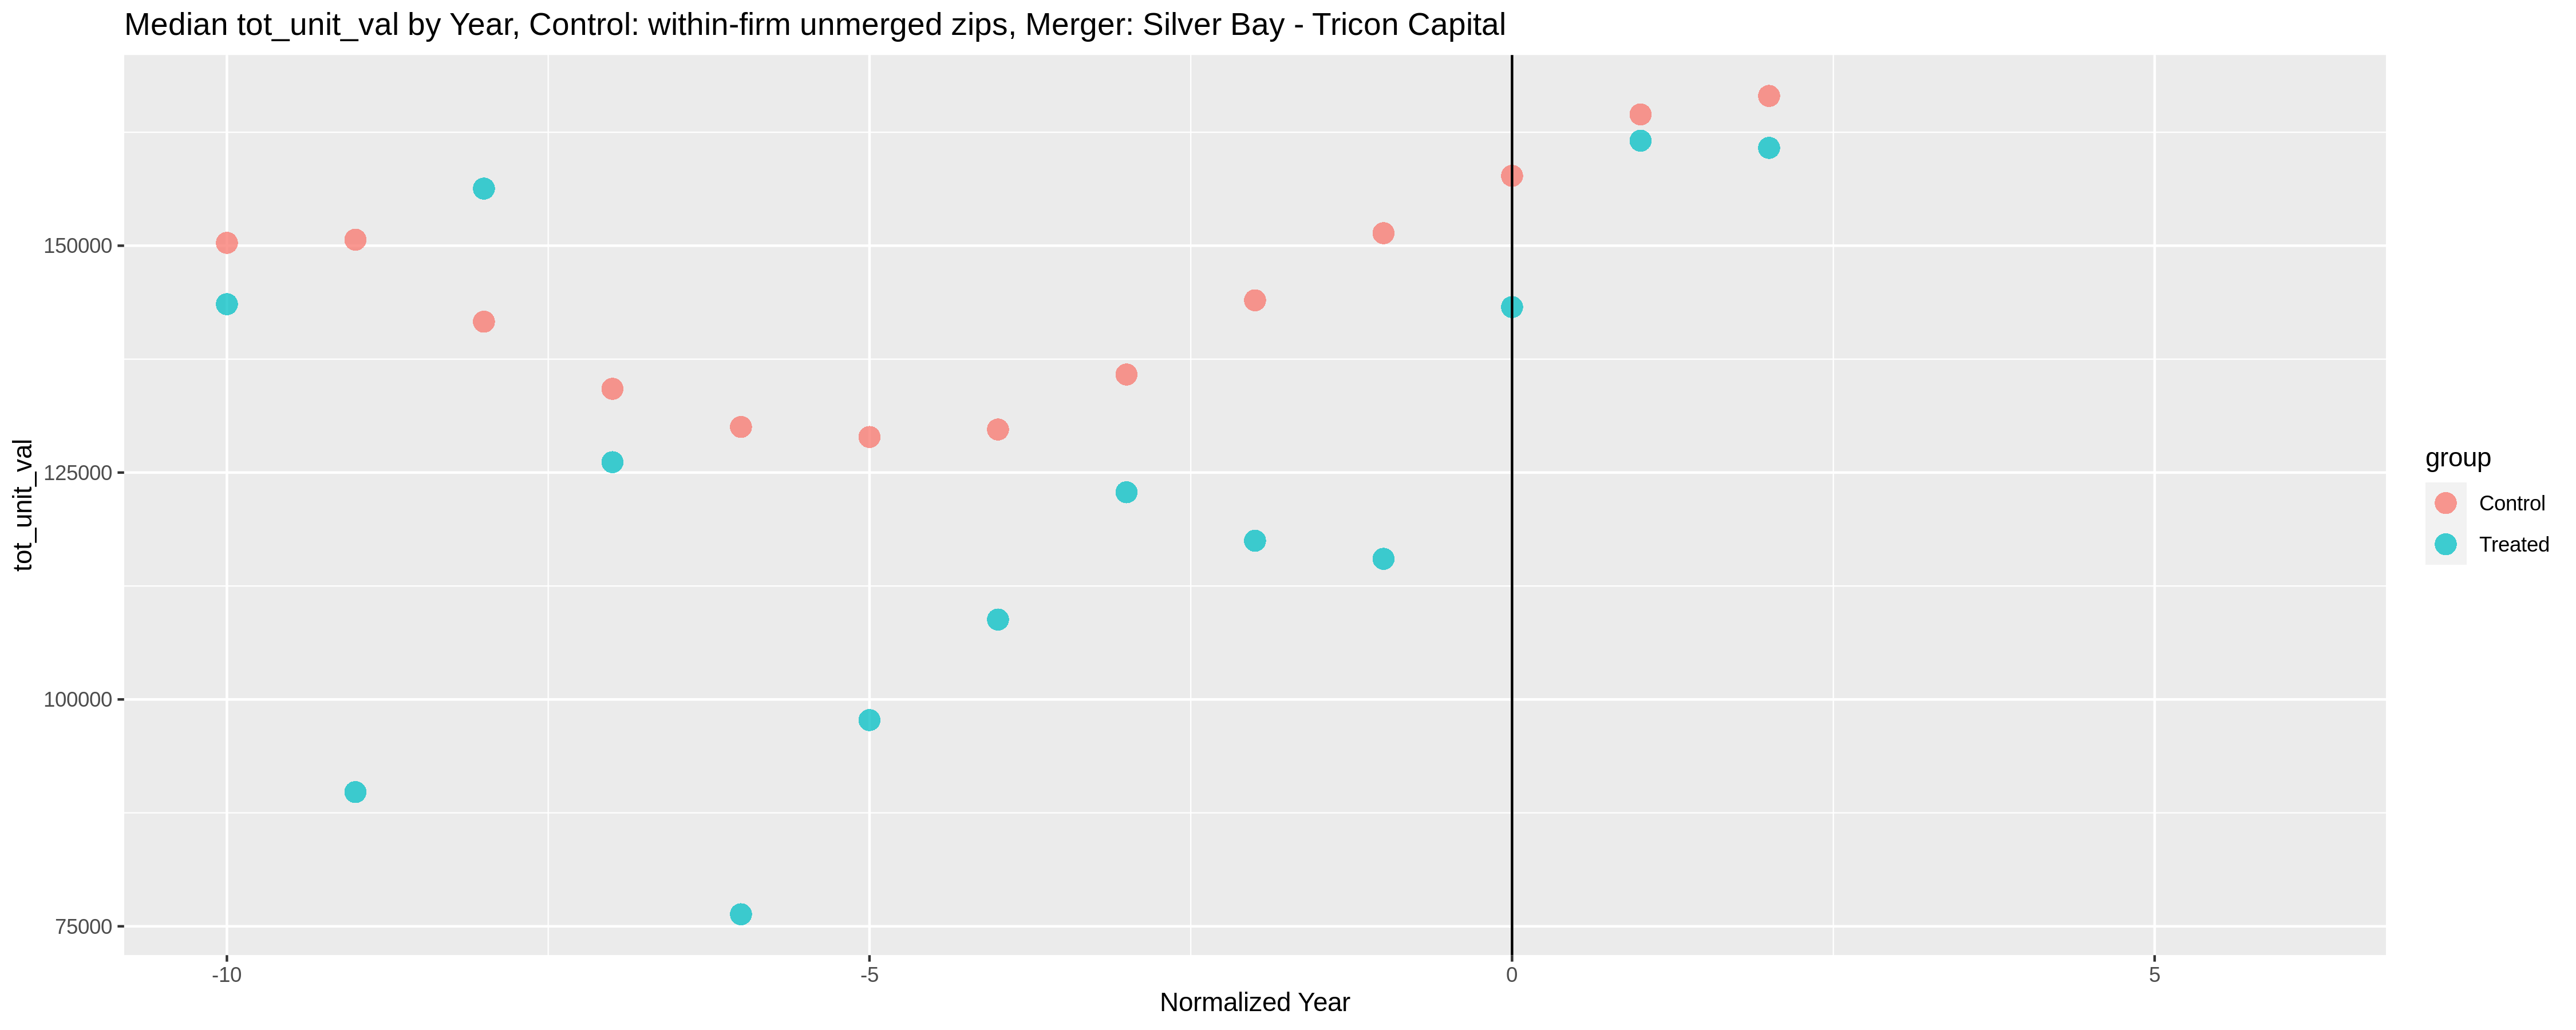 Median tot_unit_val by Year, Control: within-firm unmerged zips, Merger: Silver Bay - Tricon Capital
tot_unit_val
150000
125000
100000
75000
-10
-5
0
5
Normalized Year
group
Control
Treated